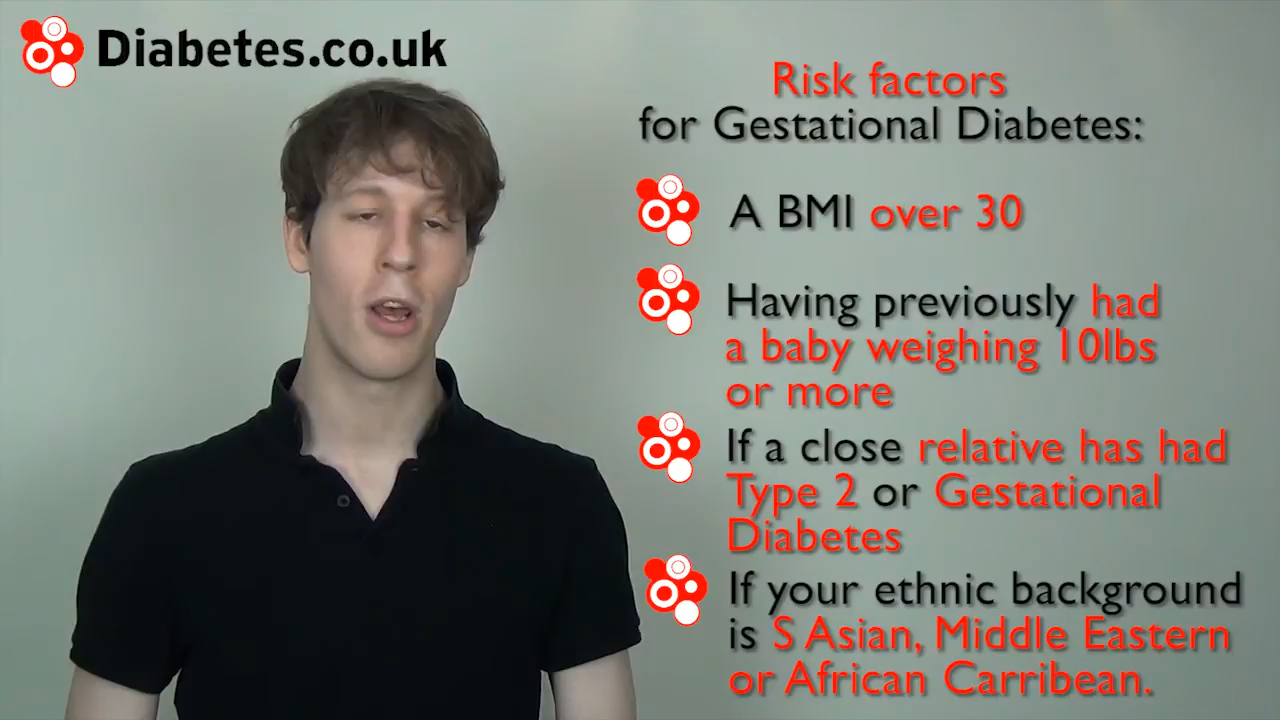 Diabetes.co.uk
Risk factors
for Gestational Diabetes:
A BMI over 30
Having previously had
a baby weighing 10lbs
or more
If a close relative has had
Type 2 or Gestational
Diabetes
If your ethnic background
is S Asian, Middle Eastern
or African Carribean.